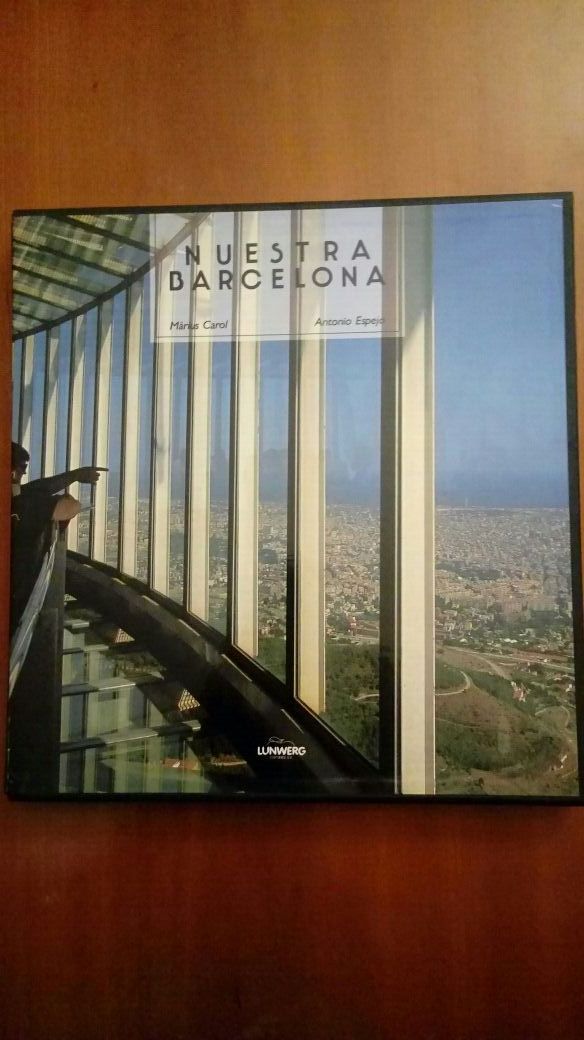 NUESTRA
BARCELONA
Màrius Carol Antonio Espejo
LUNWERG